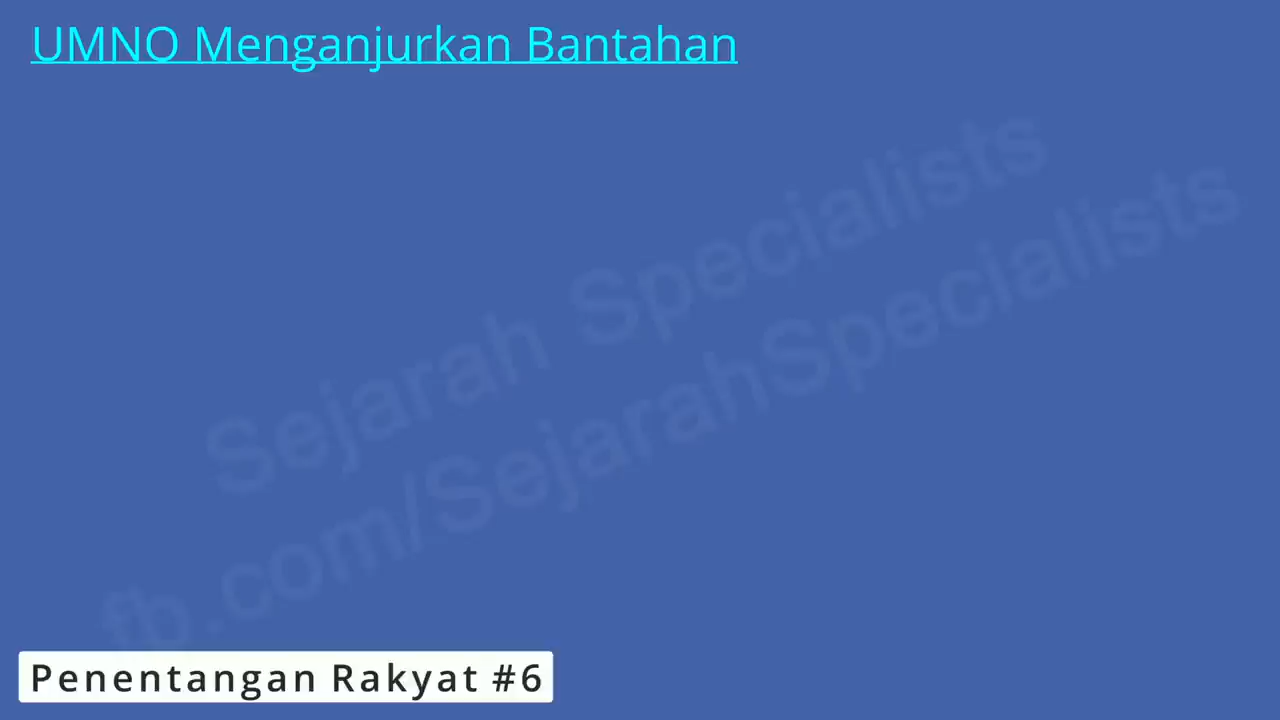 UMNO Menganjurkan Bantahan
Sejarah Specialists
fb.com/SejarahSpecialists
Penentangan Rakyat #6